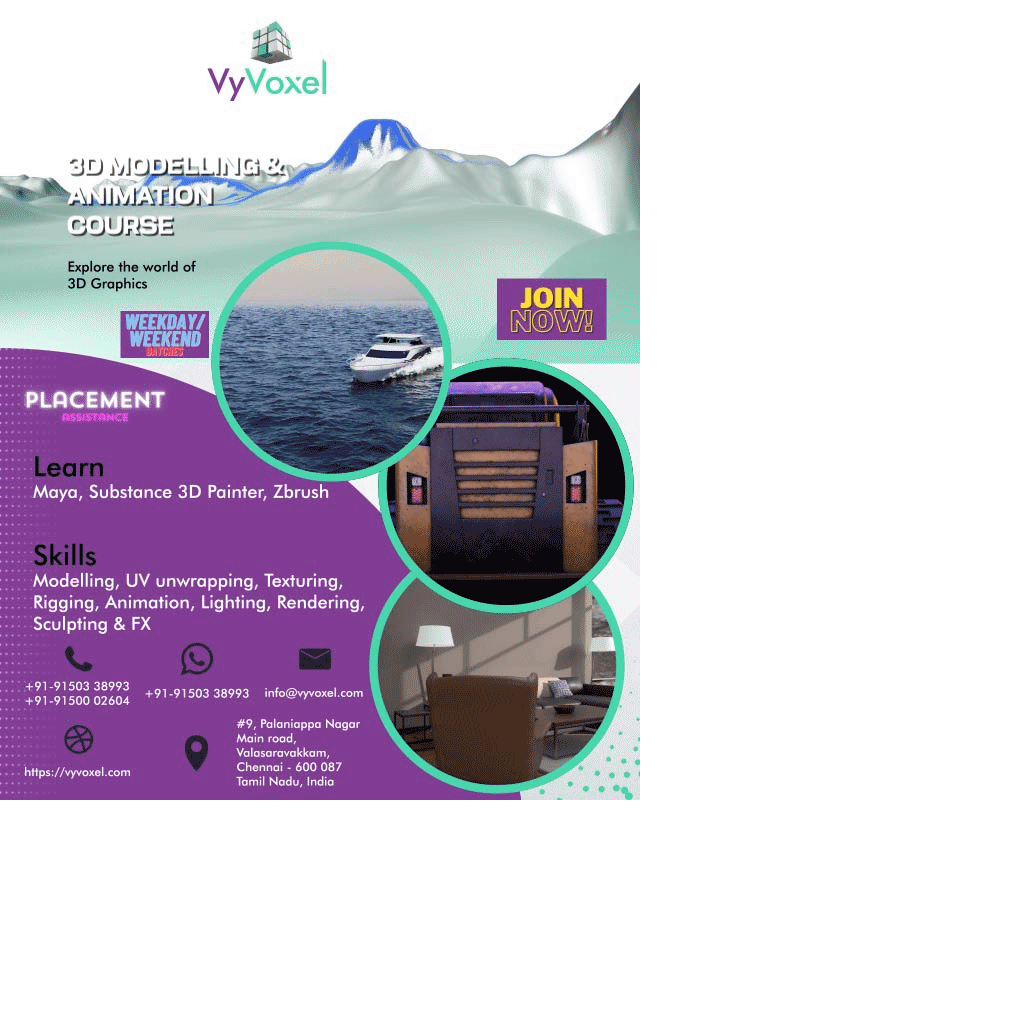 VyVoxel
3D MODELLING &
ANIMATION
COURSE
Explore the world of
3D Graphics
WEEKDAY/
WEEKEND
BATCHES
JOIN
NOW!
PLACEMENT
ASSISTANCE
Learn
Maya, Substance 3D Painter, Zbrush
Skills
Modelling, UV unwrapping, Texturing,
Rigging, Animation, Lighting, Rendering,
Sculpting & FX
+91-91503 38993
+91-91500 02604
+91-91503 38993
info@vyvoxel.com
https://vyvoxel.com
#9, Palaniappa Nagar
Main road,
Valasaravakkam,
Chennai - 600 087
Tamil Nadu, India